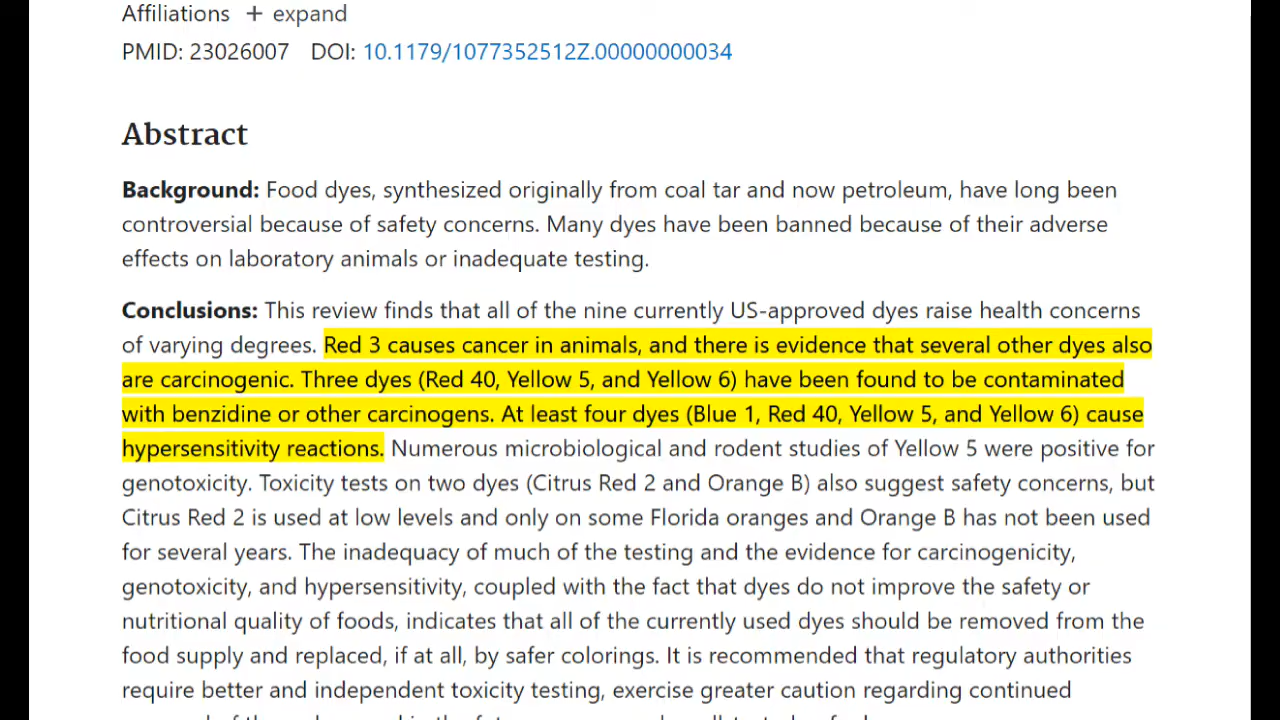 Affiliations + expand
PMID: 23026007 DOI: 10.1179/1077352512Z.00000000034
Abstract
Background: Food dyes, synthesized originally from coal tar and now petroleum, have long been
controversial because of safety concerns. Many dyes have been banned because of their adverse
effects on laboratory animals or inadequate testing.
Conclusions: This review finds that all of the nine currently US-approved dyes raise health concerns
of varying degrees. Red 3 causes cancer in animals, and there is evidence that several other dyes also
are carcinogenic. Three dyes (Red 40, Yellow 5, and Yellow 6) have been found to be contaminated
with benzidine or other carcinogens. At least four dyes (Blue 1, Red 40, Yellow 5, and Yellow 6) cause
hypersensitivity reactions. Numerous microbiological and rodent studies of Yellow 5 were positive for
genotoxicity. Toxicity tests on two dyes (Citrus Red 2 and Orange B) also suggest safety concerns, but
Citrus Red 2 is used at low levels and only on some Florida oranges and Orange B has not been used
for several years. The inadequacy of much of the testing and the evidence for carcinogenicity,
genotoxicity, and hypersensitivity, coupled with the fact that dyes do not improve the safety or
nutritional quality of foods, indicates that all of the currently used dyes should be removed from the
food supply and replaced, if at all, by safer colorings. It is recommended that regulatory authorities
require better and independent toxicity testing, exercise greater caution regarding continued